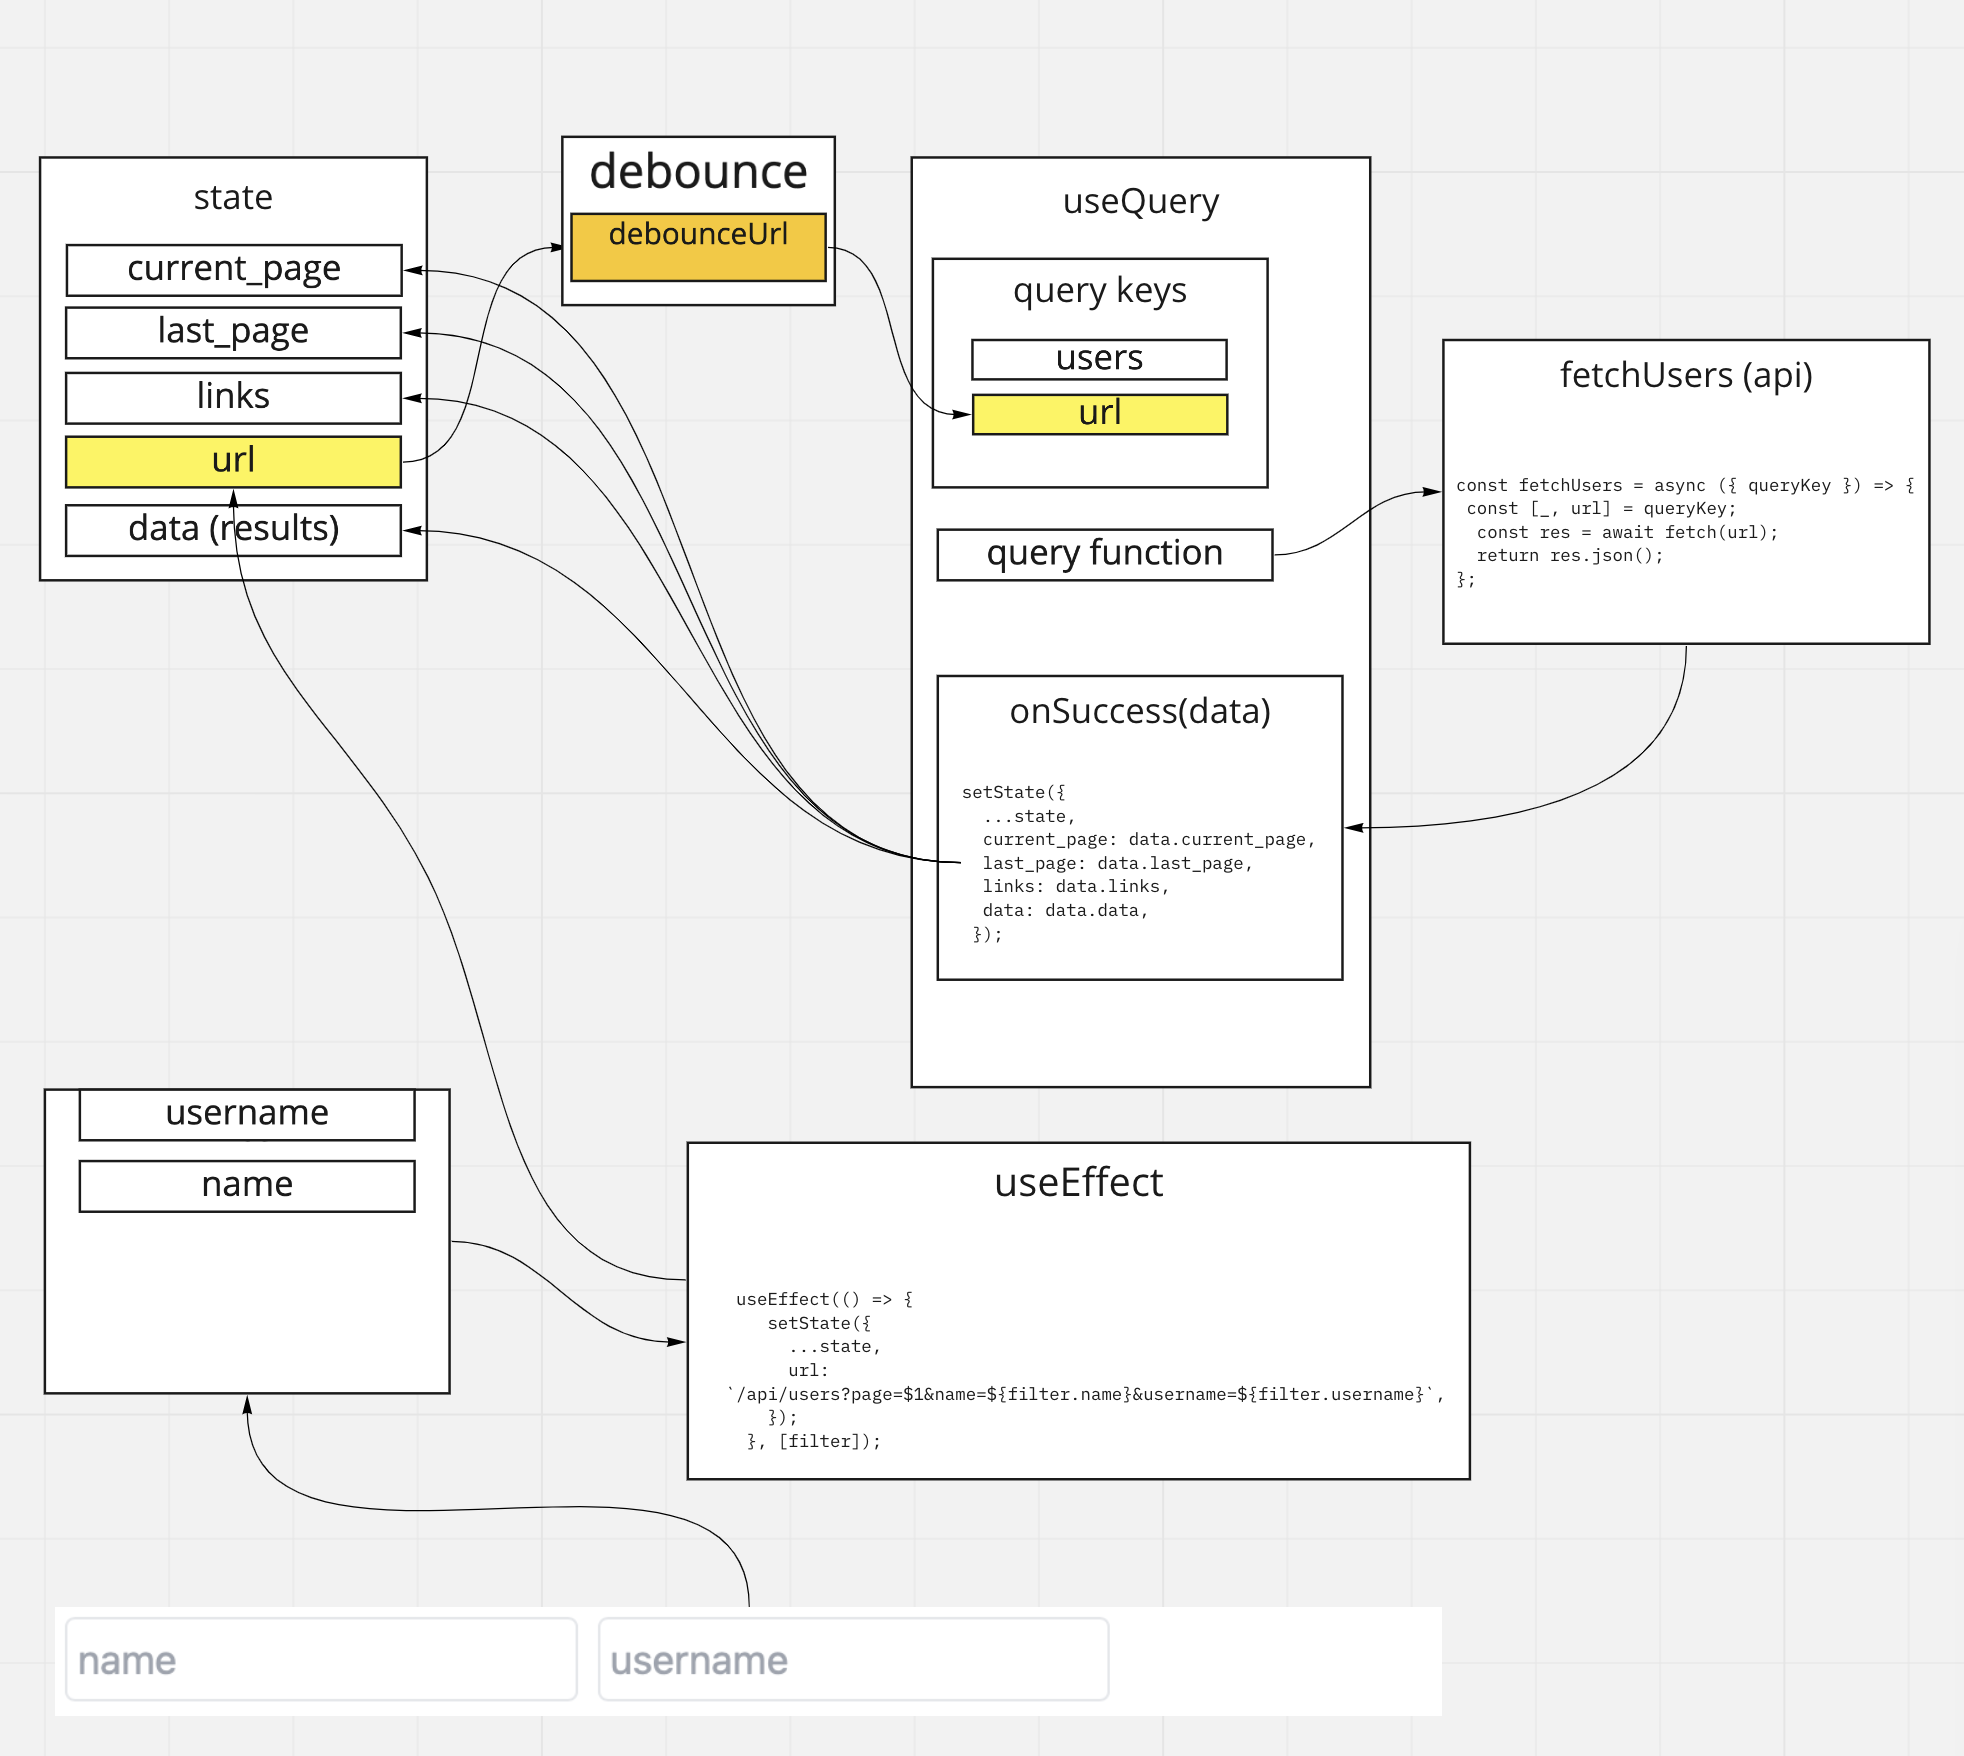 state
current_page
last_page
links
url
data (results)
debounce
debounceUrl
useQuery
query keys
users
url
query function
fetchUsers (api)
const fetchUsers = async ({ queryKey }) => {
const [_, url] = queryKey;
const res = await fetch(url);
return res.json();
};
onSuccess(data)
setState({
...state,
current_page: data.current_page,
last_page: data.last_page,
links: data.links,
data: data.data,
});
username
name
useEffect
useEffect(() => {
setState({
...state,
url:
`/api/users?page=$1&name=${filter.name}&username=${filter.username}`,
});
}, [filter]);
name
username